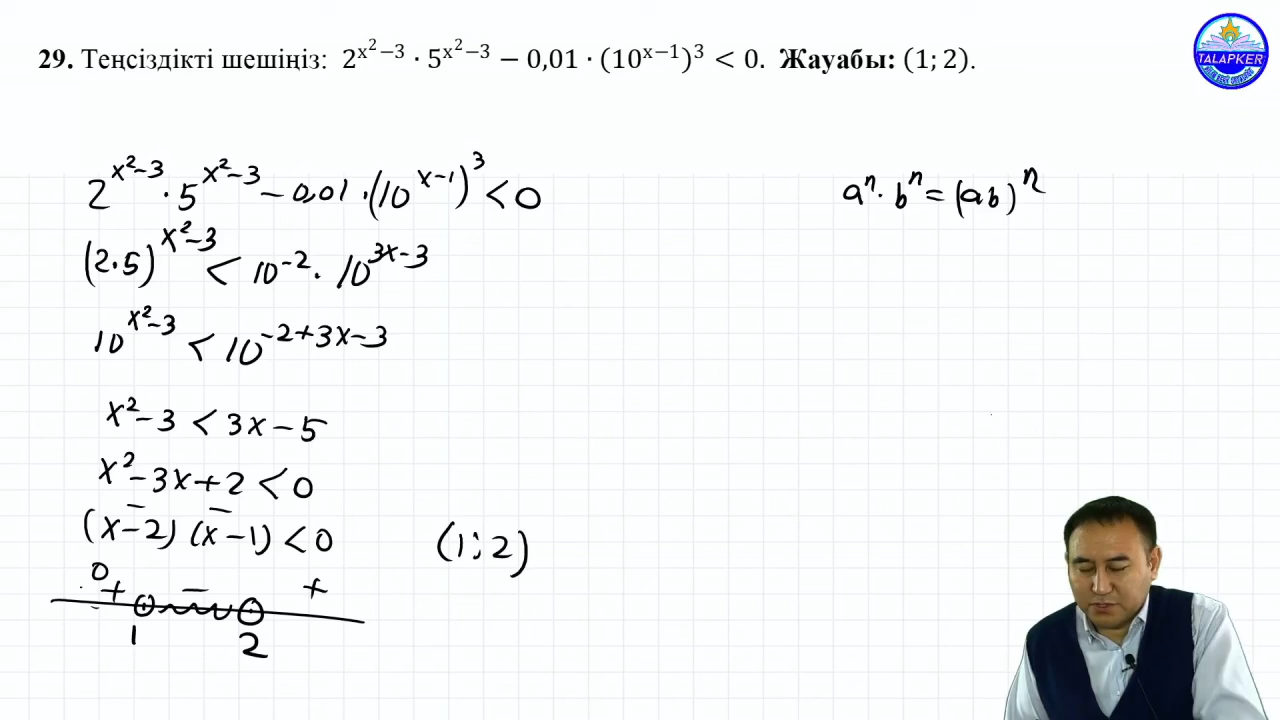 29. Теңсіздікті шешіңіз: 2^(x²−3) · 5^(x²−3) − 0,01 · (10^(x−1))³ < 0. Жауабы: (1; 2).
TALAPKER
2^(x²−3) · 5^(x²−3) − 0,01 · (10^(x−1))³ < 0
aⁿ · bⁿ = (ab)ⁿ
(2·5)^(x²−3) < 10^(−2) · 10^(3x−3)
10^(x²−3) < 10^(−2+3x−3)
x²−3 < 3x−5
x²−3x+2 < 0
(x−2) (x−1) < 0
(1; 2)
0
+ − +
1 2